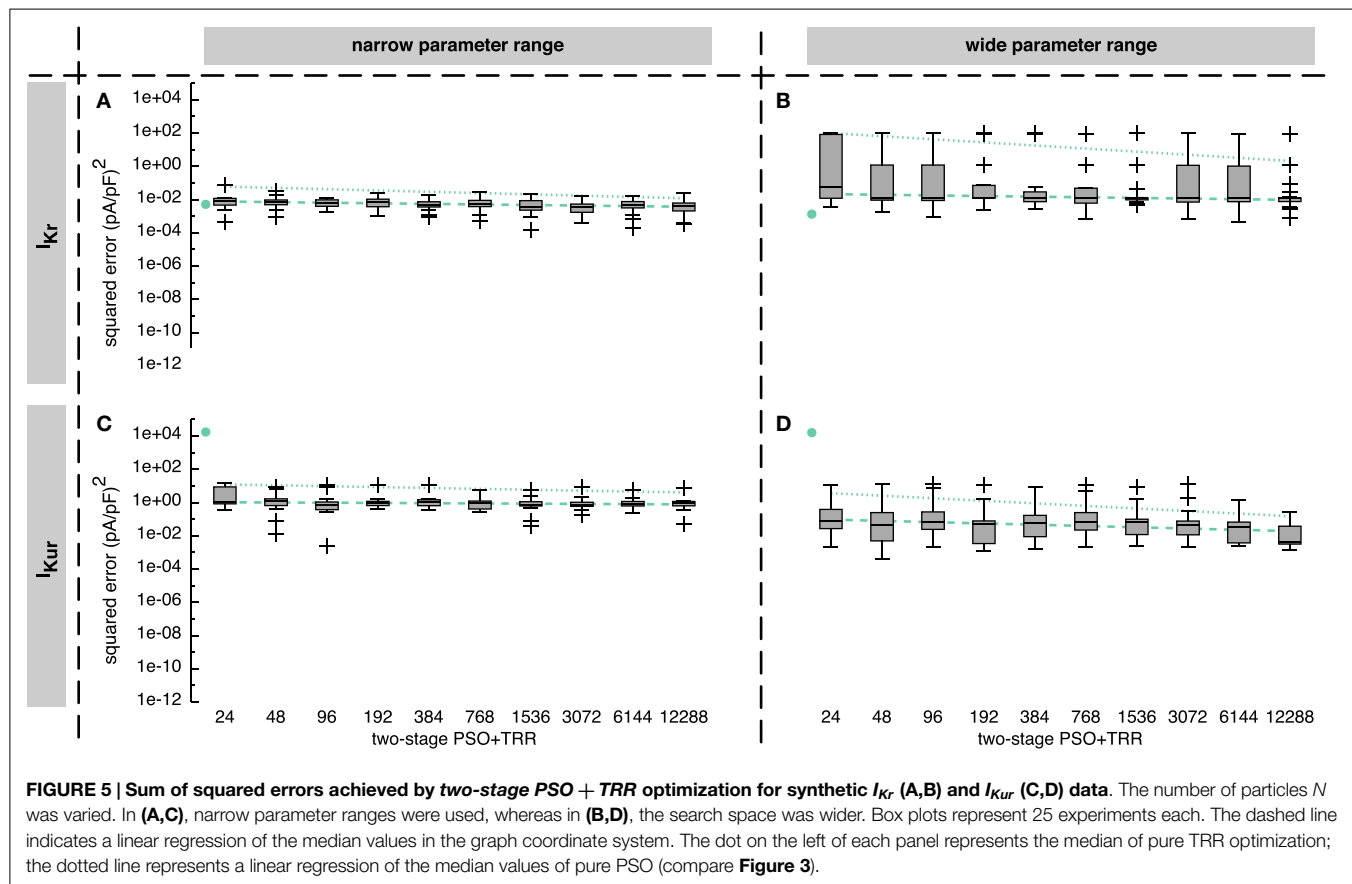 narrow parameter range
wide parameter range
I_Kr
I_Kur
A
squared error (pA/pF)^2
1e+04
1e+02
1e+00
1e-02
1e-04
1e-06
1e-08
1e-10
1e-12
B
C
squared error (pA/pF)^2
1e+04
1e+02
1e+00
1e-02
1e-04
1e-06
1e-08
1e-10
1e-12
24 48 96 192 384 768 1536 3072 6144 12288
two-stage PSO+TRR
D
24 48 96 192 384 768 1536 3072 6144 12288
two-stage PSO+TRR
FIGURE 5 | Sum of squared errors achieved by two-stage PSO + TRR optimization for synthetic I_Kr (A,B) and I_Kur (C,D) data. The number of particles N
was varied. In (A,C), narrow parameter ranges were used, whereas in (B,D), the search space was wider. Box plots represent 25 experiments each. The dashed line
indicates a linear regression of the median values in the graph coordinate system. The dot on the left of each panel represents the median of pure TRR optimization;
the dotted line represents a linear regression of the median values of pure PSO (compare Figure 3).